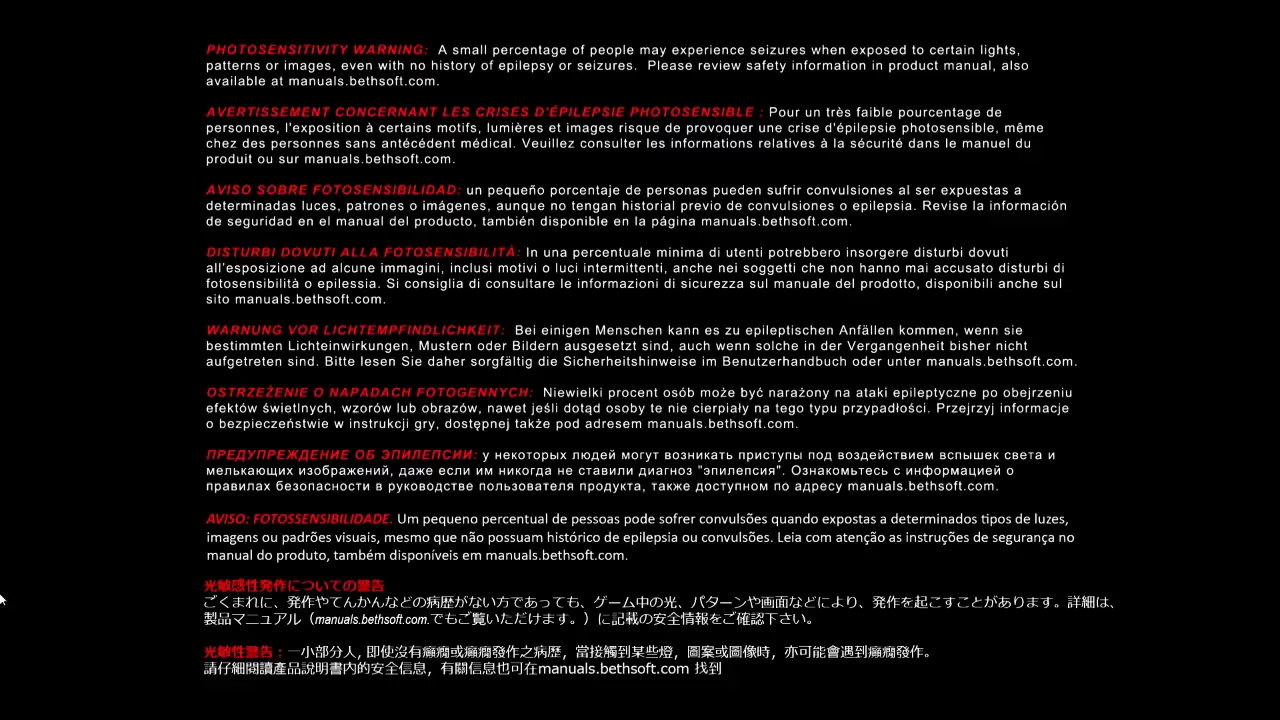 PHOTOSENSITIVITY WARNING: A small percentage of people may experience seizures when exposed to certain lights,
patterns or images, even with no history of epilepsy or seizures. Please review safety information in product manual, also
available at manuals.bethsoft.com.
AVERTISSEMENT CONCERNANT LES CRISES D'ÉPILEPSIE PHOTOSENSIBLE : Pour un très faible pourcentage de
personnes, l'exposition à certains motifs, lumières et images risque de provoquer une crise d'épilepsie photosensible, même
chez des personnes sans antécédent médical. Veuillez consulter les informations relatives à la sécurité dans le manuel du
produit ou sur manuals.bethsoft.com.
AVISO SOBRE FOTOSENSIBILIDAD: un pequeño porcentaje de personas pueden sufrir convulsiones al ser expuestas a
determinadas luces, patrones o imágenes, aunque no tengan historial previo de convulsiones o epilepsia. Revise la información
de seguridad en el manual del producto, también disponible en la página manuals.bethsoft.com.
DISTURBI DOVUTI ALLA FOTOSENSIBILITÀ: In una percentuale minima di utenti potrebbero insorgere disturbi dovuti
all'esposizione ad alcune immagini, inclusi motivi o luci intermittenti, anche nei soggetti che non hanno mai accusato disturbi di
fotosensibilità o epilessia. Si consiglia di consultare le informazioni di sicurezza sul manuale del prodotto, disponibili anche sul
sito manuals.bethsoft.com.
WARNUNG VOR LICHTEMPFINDLICHKEIT: Bei einigen Menschen kann es zu epileptischen Anfällen kommen, wenn sie
bestimmten Lichteinwirkungen, Mustern oder Bildern ausgesetzt sind, auch wenn solche in der Vergangenheit bisher nicht
aufgetreten sind. Bitte lesen Sie daher sorgfältig die Sicherheitshinweise im Benutzerhandbuch oder unter manuals.bethsoft.com.
OSTRZEŻENIE O NAPADACH FOTOGENNYCH: Niewielki procent osób może być narażony na ataki epileptyczne po obejrzeniu
efektów świetlnych, wzorów lub obrazów, nawet jeśli dotąd osoby te nie cierpiały na tego typu przypadłości. Przejrzyj informacje
o bezpieczeństwie w instrukcji gry, dostępnej także pod adresem manuals.bethsoft.com.
ПРЕДУПРЕЖДЕНИЕ ОБ ЭПИЛЕПСИИ: у некоторых людей могут возникать приступы под воздействием вспышек света и
мелькающих изображений, даже если им никогда не ставили диагноз "эпилепсия". Ознакомьтесь с информацией о
правилах безопасности в руководстве пользователя продукта, также доступном по адресу manuals.bethsoft.com.
AVISO: FOTOSSENSIBILIDADE. Um pequeno percentual de pessoas pode sofrer convulsões quando expostas a determinados tipos de luzes,
imagens ou padrões visuais, mesmo que não possuam histórico de epilepsia ou convulsões. Leia com atenção as instruções de segurança no
manual do produto, também disponíveis em manuals.bethsoft.com.
光敏感性発作についての警告
ごくまれに、発作やてんかんなどの病歴がない方であっても、ゲーム中の光、パターンや画面などにより、発作を起こすことがあります。詳細は、
製品マニュアル（manuals.bethsoft.com.でもご覧いただけます。）に記載の安全情報をご確認下さい。
光敏性警告：一小部分人, 即使沒有癲癇或癲癇發作之病歷，當接觸到某些燈，圖案或圖像時，亦可能會遇到癲癇發作。
請仔細閱讀產品說明書內的安全信息，有關信息也可在manuals.bethsoft.com 找到